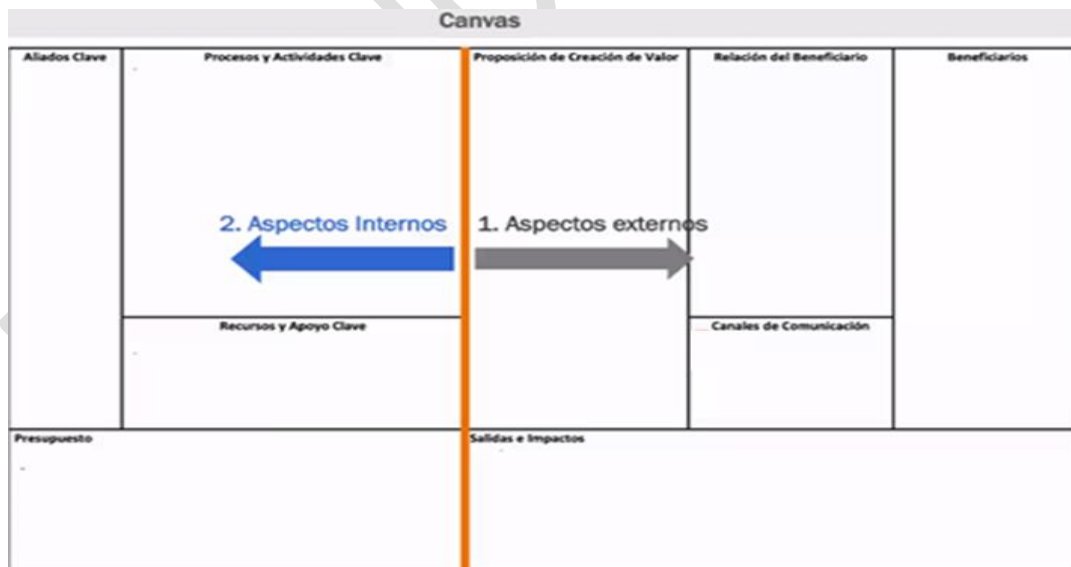 Canvas
Aliados Clave
Procesos y Actividades Clave
Proposición de Creación de Valor
Relación del Beneficiario
Beneficiarios
2. Aspectos Internos
1. Aspectos externos
Recursos y Apoyo Clave
Canales de Comunicación
Presupuesto
Salidas e Impactos